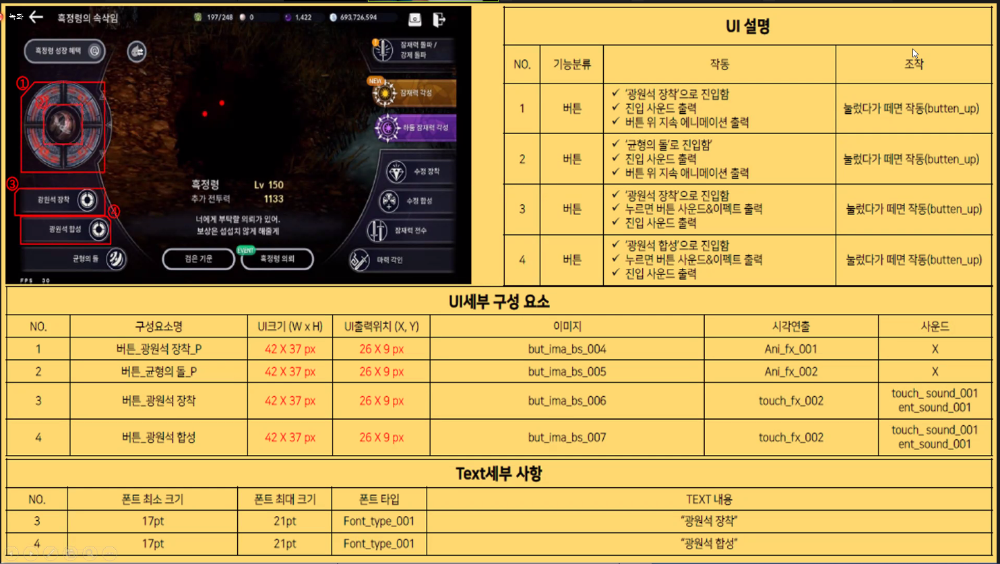 녹화
흑정령의 속삭임
197/248
0
1,422
693,726,594
흑정령 성장 혜택
①
②
③
광원석 장착
④
광원석 합성
균형의 돌
흑정령 Lv 150
추가 전투력 1133
너에게 부탁할 의뢰가 있어.
보상은 섭섭지 않게 해줄게
검은 기운
EVENT
흑정령 의뢰
잠재력 돌파 /
강제 돌파
NEW
잠재력 각성
하둠 잠재력 각성
수정 장착
수정 합성
잠재력 전수
마력 각인
FPS 30
UI 설명
NO. 기능분류 작동 조작
1 버튼 ✓ '광원석 장착'으로 진입함
✓ 진입 사운드 출력
✓ 버튼 위 지속 에니메이션 출력
눌렀다가 떼면 작동(butten_up)
2 버튼 ✓ '균형의 돌'로 진입함'
✓ 진입 사운드 출력
✓ 버튼 위 지속 애니메이션 출력
눌렀다가 떼면 작동(butten_up)
3 버튼 ✓ '광원석 장착'으로 진입함
✓ 누르면 버튼 사운드&이펙트 출력
✓ 진입 사운드 출력
눌렀다가 떼면 작동(butten_up)
4 버튼 ✓ '광원석 합성'으로 진입함
✓ 누르면 버튼 사운드&이펙트 출력
✓ 진입 사운드 출력
눌렀다가 떼면 작동(butten_up)
UI세부 구성 요소
NO. 구성요소명 UI크기 (W x H) UI출력위치 (X, Y) 이미지 시각연출 사운드
1 버튼_광원석 장착_P 42 X 37 px 26 X 9 px but_ima_bs_004 Ani_fx_001 X
2 버튼_균형의 돌_P 42 X 37 px 26 X 9 px but_ima_bs_005 Ani_fx_002 X
3 버튼_광원석 장착 42 X 37 px 26 X 9 px but_ima_bs_006 touch_fx_002 touch_ sound_001
ent_sound_001
4 버튼_광원석 합성 42 X 37 px 26 X 9 px but_ima_bs_007 touch_fx_002 touch_ sound_001
ent_sound_001
Text세부 사항
NO. 폰트 최소 크기 폰트 최대 크기 폰트 타입 TEXT 내용
3 17pt 21pt Font_type_001 "광원석 장착"
4 17pt 21pt Font_type_001 "광원석 합성"